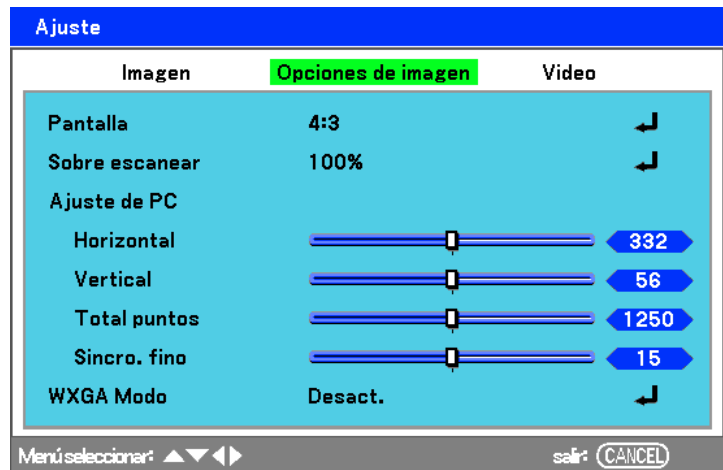 Ajuste
Imagen Opciones de imagen Video
Pantalla 4:3
Sobre escanear 100%
Ajuste de PC
Horizontal 332
Vertical 56
Total puntos 1250
Sincro. fino 15
WXGA Modo Desact.
Menú seleccionar: salir: CANCEL